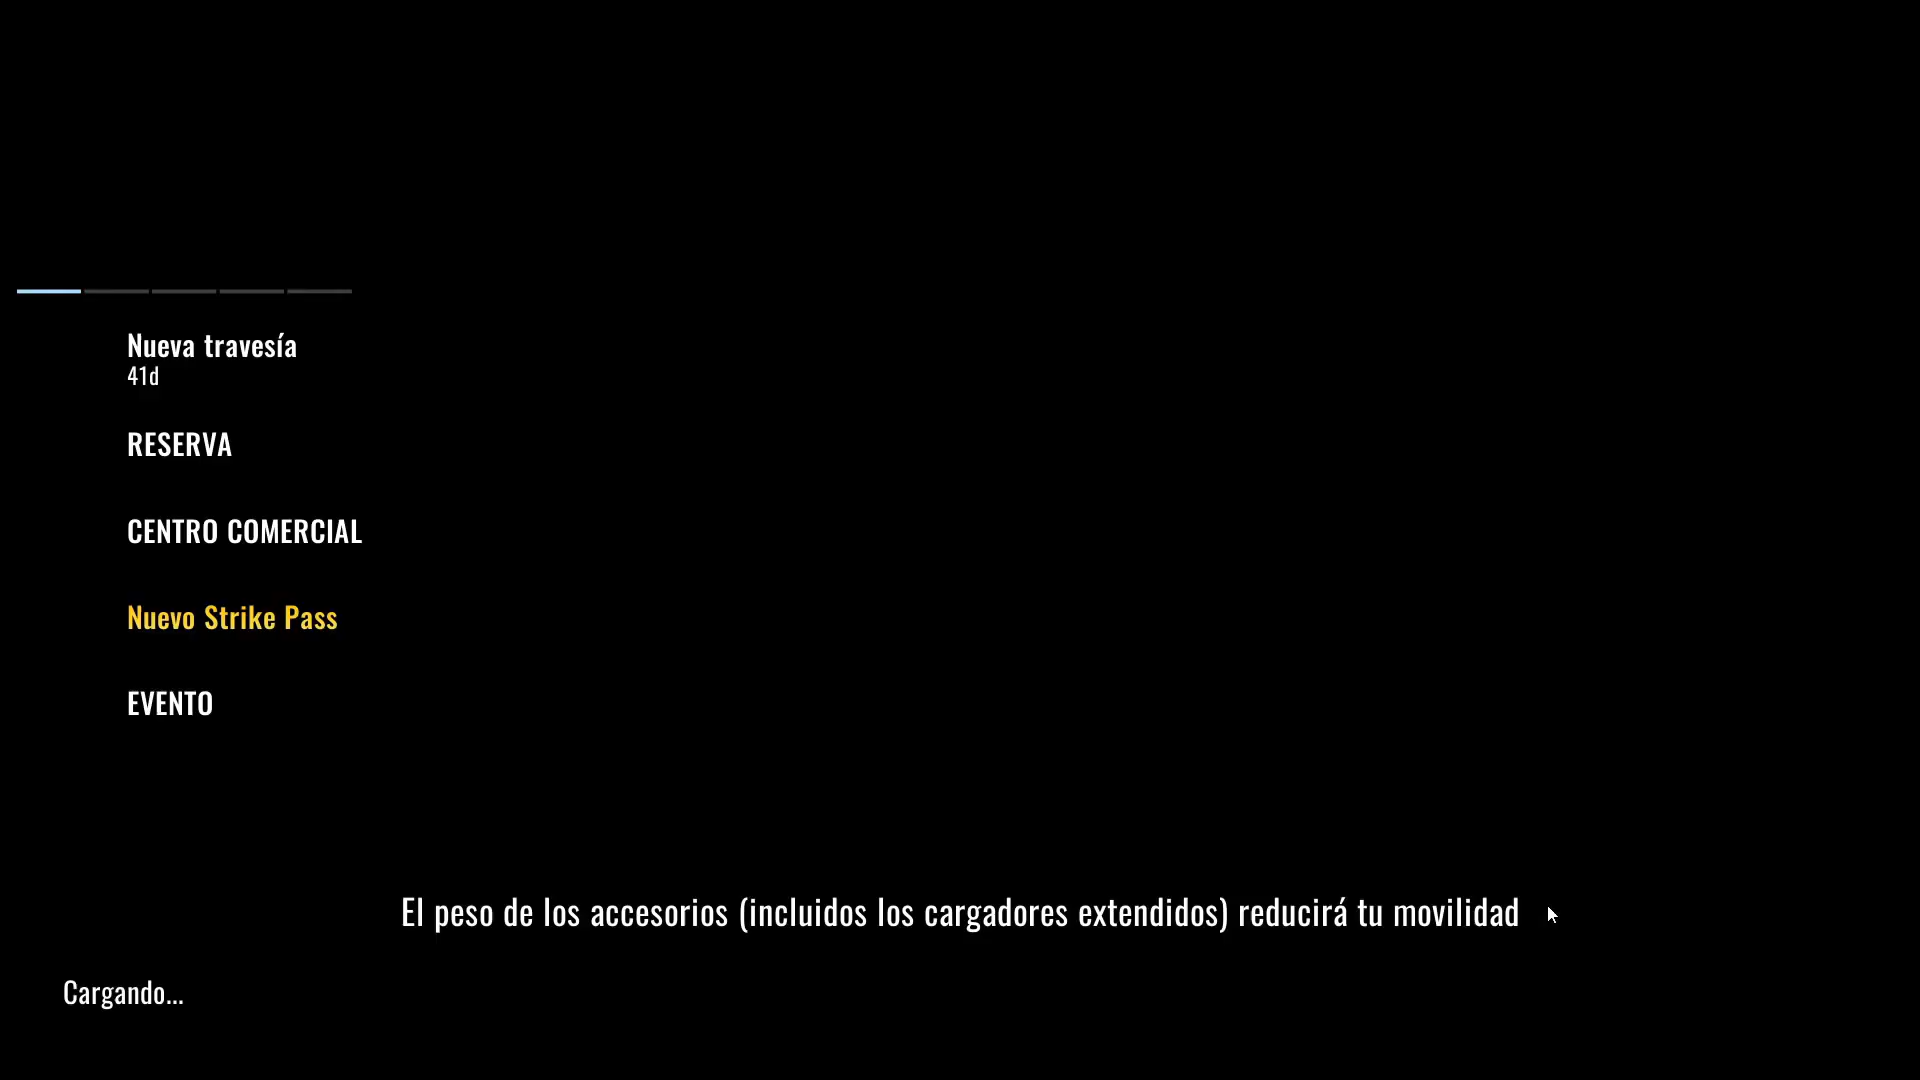 Nueva travesía
41d
RESERVA
CENTRO COMERCIAL
Nuevo Strike Pass
EVENTO
El peso de los accesorios (incluidos los cargadores extendidos) reducirá tu movilidad
Cargando...